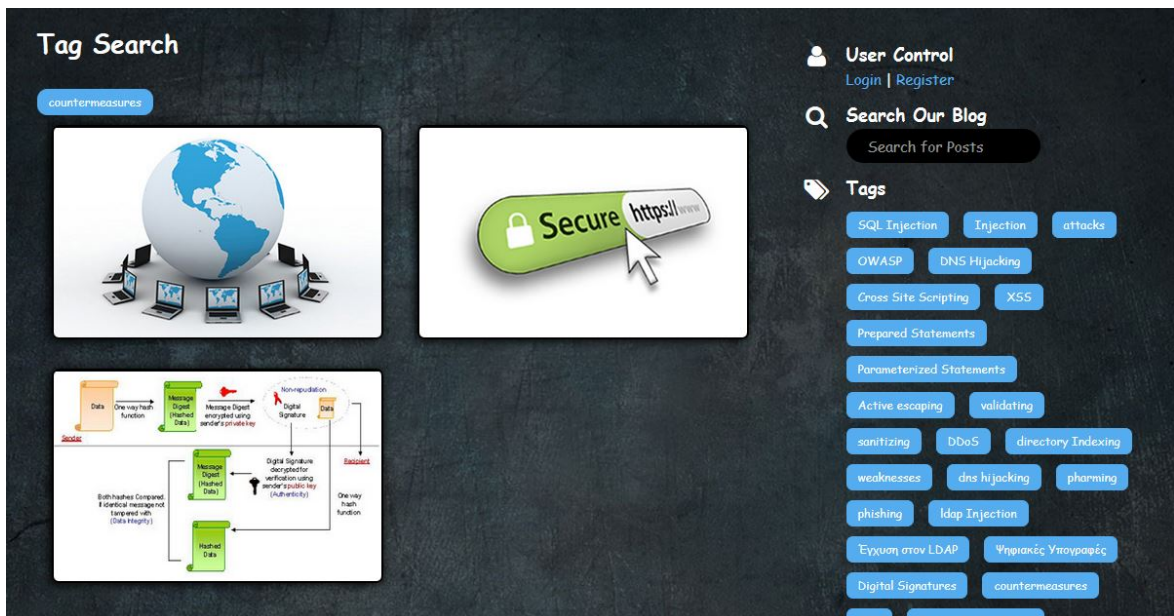 Tag Search
countermeasures
Secure https://www
Data
One way hash
function
Message
Digest
(Hashed
Data)
Message Digest
encrypted using
sender's private key
Non-repudiation
Digital
Signature
Data
Sender
Message
Digest
(Hashed
Data)
Digital Signature
decrypted for
verification using
sender's public key
(Authenticity)
Recipient
Both hashes Compared.
If identical message not
tampered with
(Data Integrity)
One way
hash
function
Hashed
Data
User Control
Login | Register
Search Our Blog
Search for Posts
Tags
SQL Injection Injection attacks
OWASP DNS Hijacking
Cross Site Scripting XSS
Prepared Statements
Parameterized Statements
Active escaping validating
sanitizing DDoS directory Indexing
weaknesses dns hijacking pharming
phishing ldap Injection
Έγχυση στον LDAP Ψηφιακές Υπογραφές
Digital Signatures countermeasures